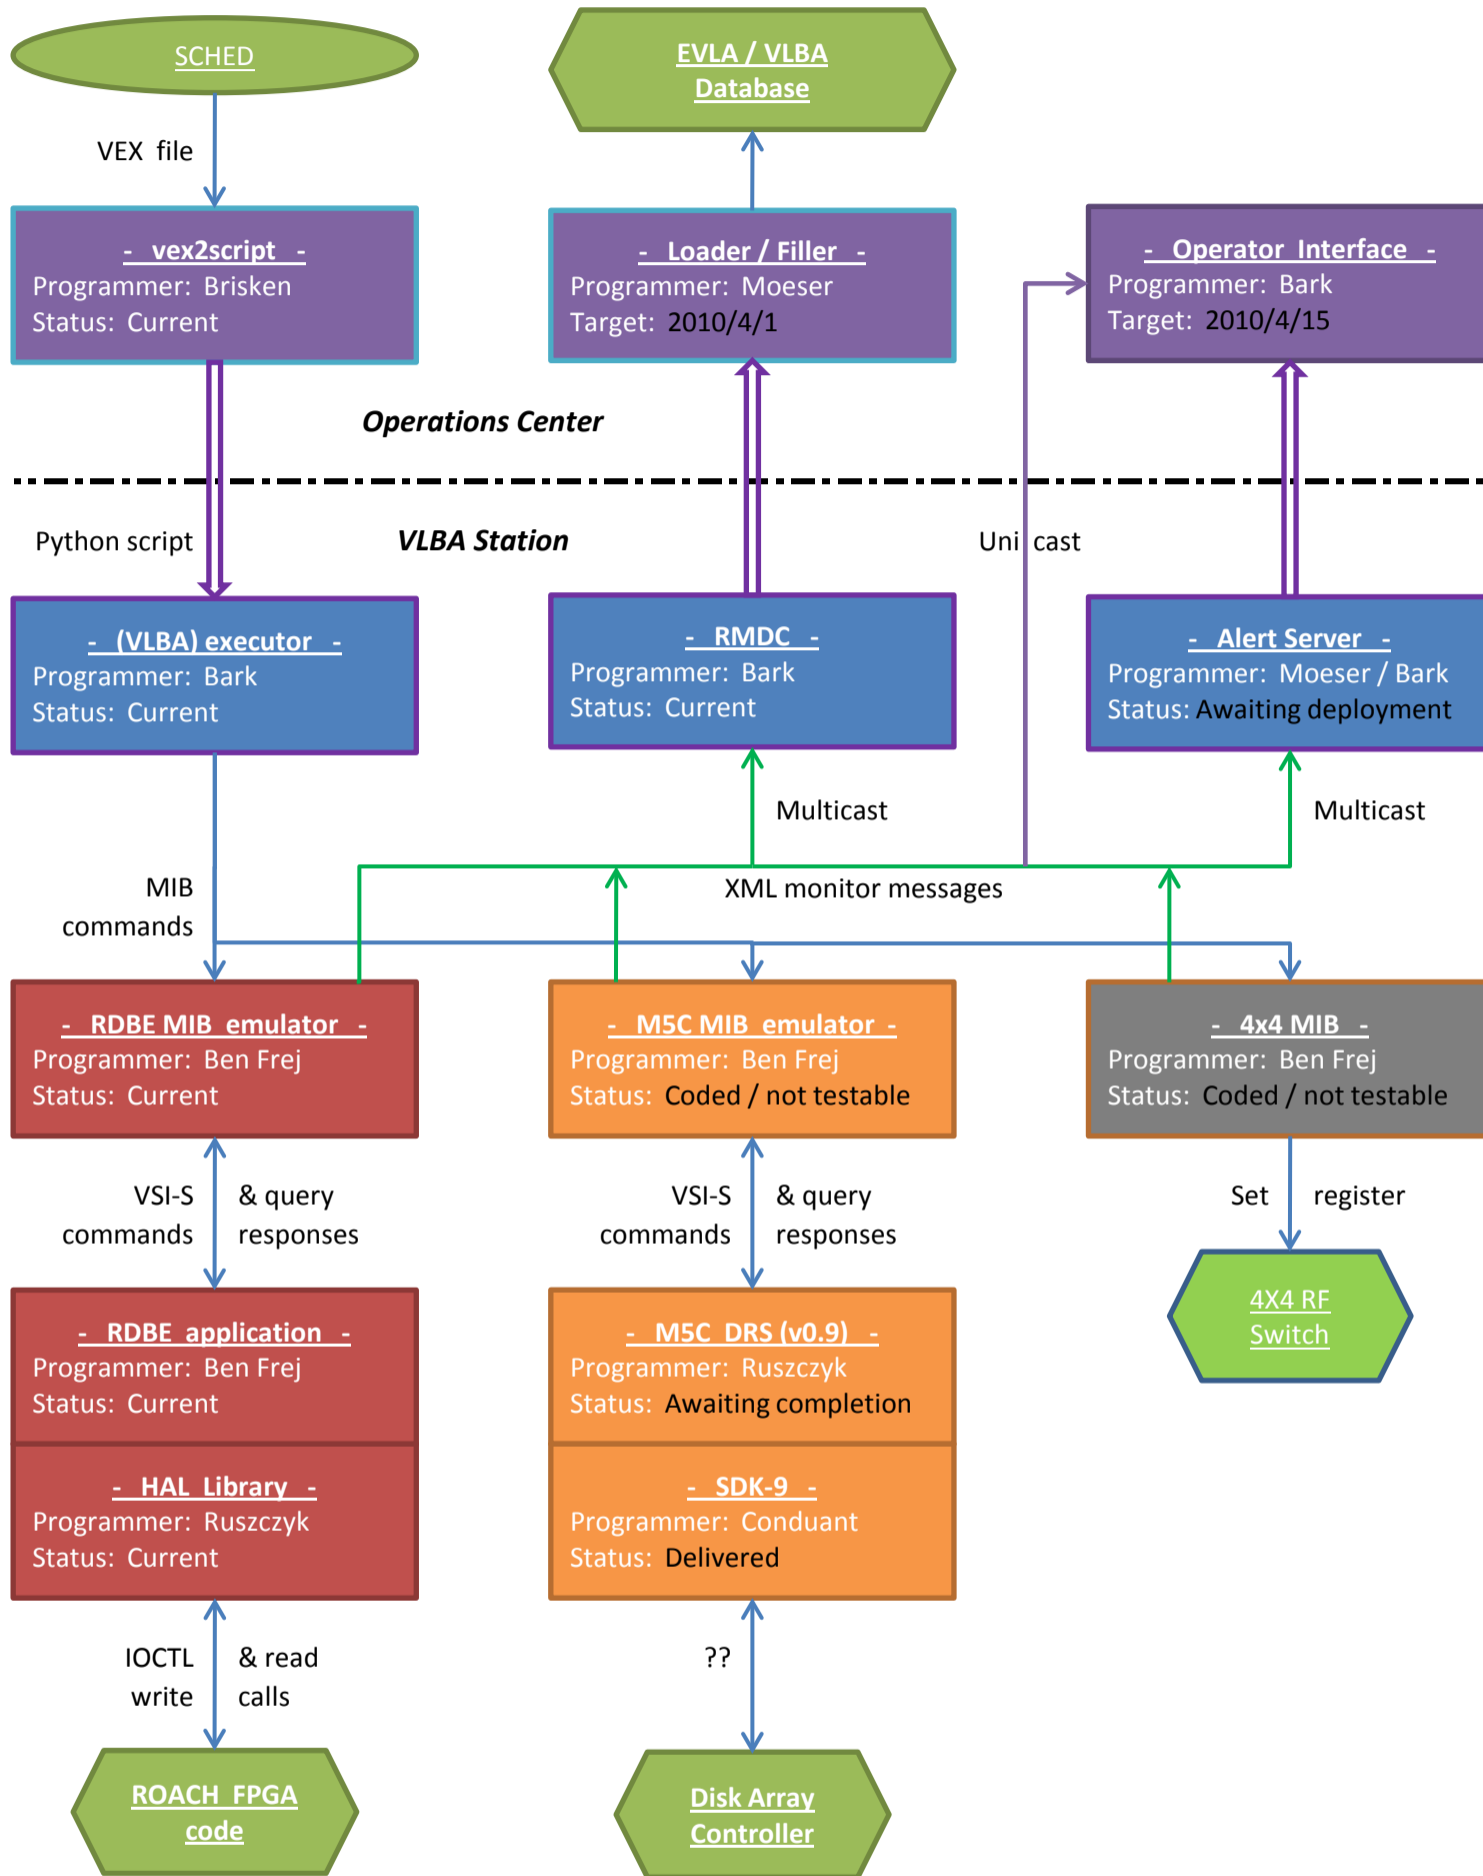 SCHED
EVLA / VLBA
Database
VEX file
- vex2script -
Programmer: Brisken
Status: Current
- Loader / Filler -
Programmer: Moeser
Target: 2010/4/1
- Operator Interface -
Programmer: Bark
Target: 2010/4/15
Operations Center
Python script
VLBA Station
Uni cast
- (VLBA) executor -
Programmer: Bark
Status: Current
- RMDC -
Programmer: Bark
Status: Current
- Alert Server -
Programmer: Moeser / Bark
Status: Awaiting deployment
Multicast
Multicast
MIB
commands
XML monitor messages
- RDBE MIB emulator -
Programmer: Ben Frej
Status: Current
- M5C MIB emulator -
Programmer: Ben Frej
Status: Coded / not testable
- 4x4 MIB -
Programmer: Ben Frej
Status: Coded / not testable
VSI-S & query
commands responses
VSI-S & query
commands responses
Set register
- RDBE application -
Programmer: Ben Frej
Status: Current
- M5C DRS (v0.9) -
Programmer: Ruszczyk
Status: Awaiting completion
4X4 RF
Switch
- HAL Library -
Programmer: Ruszczyk
Status: Current
- SDK-9 -
Programmer: Conduant
Status: Delivered
IOCTL & read
write calls
??
ROACH FPGA
code
Disk Array
Controller